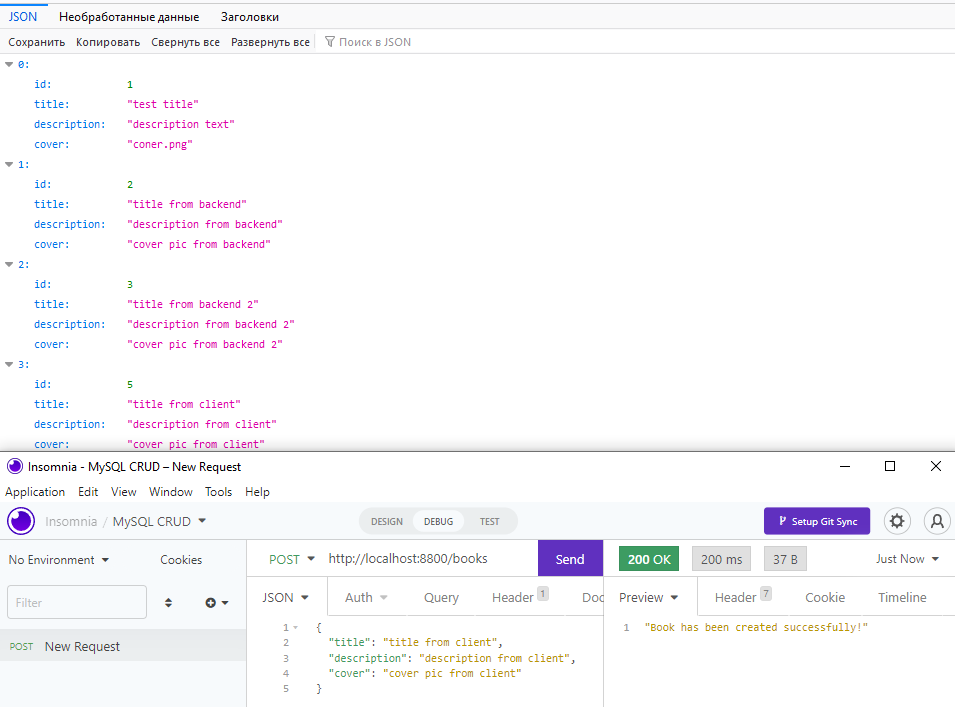 JSON Необработанные данные Заголовки
Сохранить Копировать Свернуть все Развернуть все Поиск в JSON
0:
id: 1
title: "test title"
description: "description text"
cover: "coner.png"
1:
id: 2
title: "title from backend"
description: "description from backend"
cover: "cover pic from backend"
2:
id: 3
title: "title from backend 2"
description: "description from backend 2"
cover: "cover pic from backend 2"
3:
id: 5
title: "title from client"
description: "description from client"
cover: "cover pic from client"
Insomnia - MySQL CRUD – New Request
Application Edit View Window Tools Help
Insomnia / MySQL CRUD DESIGN DEBUG TEST Setup Git Sync
No Environment Cookies POST http://localhost:8800/books Send 200 OK 200 ms 37 B Just Now
Filter JSON Auth Query Header 1 Doc Preview Header 7 Cookie Timeline
POST New Request
1 {
2 "title": "title from client",
3 "description": "description from client",
4 "cover": "cover pic from client"
5 }
1 "Book has been created successfully!"